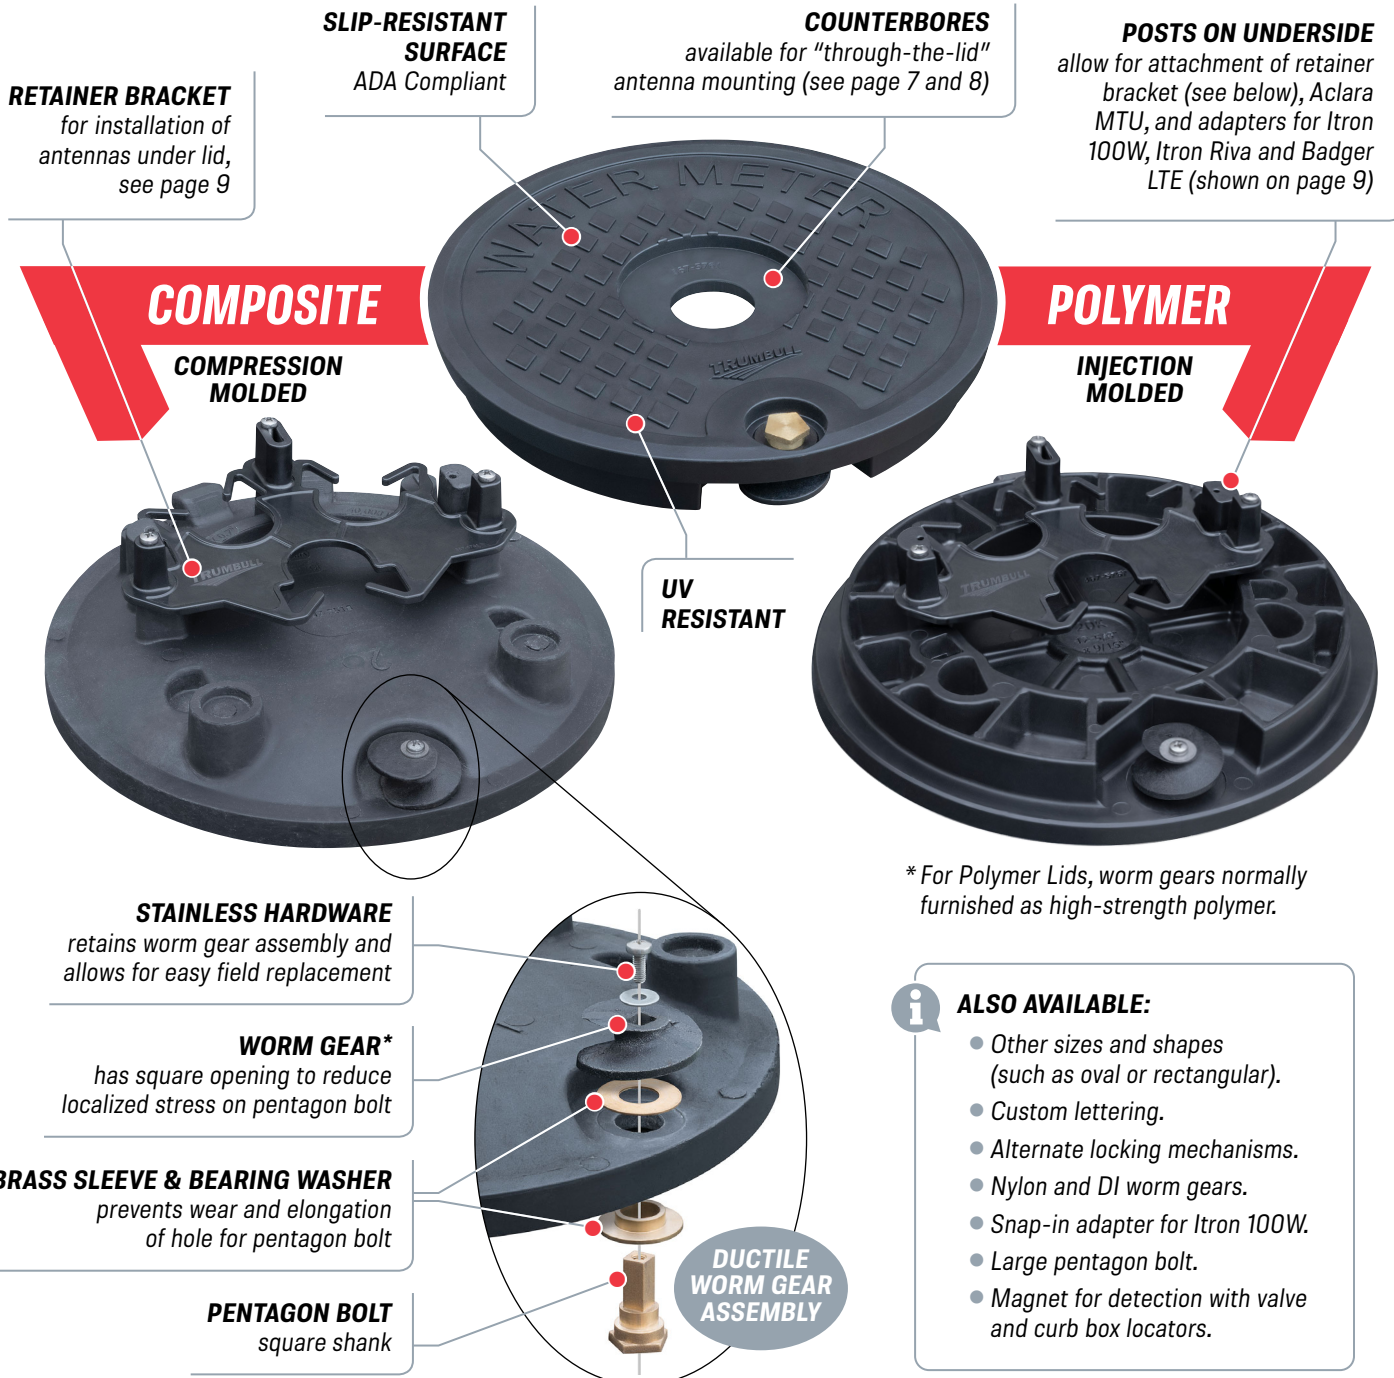 SLIP-RESISTANT
SURFACE
ADA Compliant
COUNTERBORES
available for “through-the-lid”
antenna mounting (see page 7 and 8)
POSTS ON UNDERSIDE
allow for attachment of retainer
bracket (see below), Aclara
MTU, and adapters for Itron
100W, Itron Riva and Badger
LTE (shown on page 9)
RETAINER BRACKET
for installation of
antennas under lid,
see page 9
WATER METER
TRUMBULL
COMPOSITE
COMPRESSION
MOLDED
POLYMER
INJECTION
MOLDED
UV
RESISTANT
TRUMBULL
TRUMBULL
* For Polymer Lids, worm gears normally
furnished as high-strength polymer.
STAINLESS HARDWARE
retains worm gear assembly and
allows for easy field replacement
WORM GEAR*
has square opening to reduce
localized stress on pentagon bolt
BRASS SLEEVE & BEARING WASHER
prevents wear and elongation
of hole for pentagon bolt
PENTAGON BOLT
square shank
DUCTILE
WORM GEAR
ASSEMBLY
i
ALSO AVAILABLE:
• Other sizes and shapes
(such as oval or rectangular).
• Custom lettering.
• Alternate locking mechanisms.
• Nylon and DI worm gears.
• Snap-in adapter for Itron 100W.
• Large pentagon bolt.
• Magnet for detection with valve
and curb box locators.